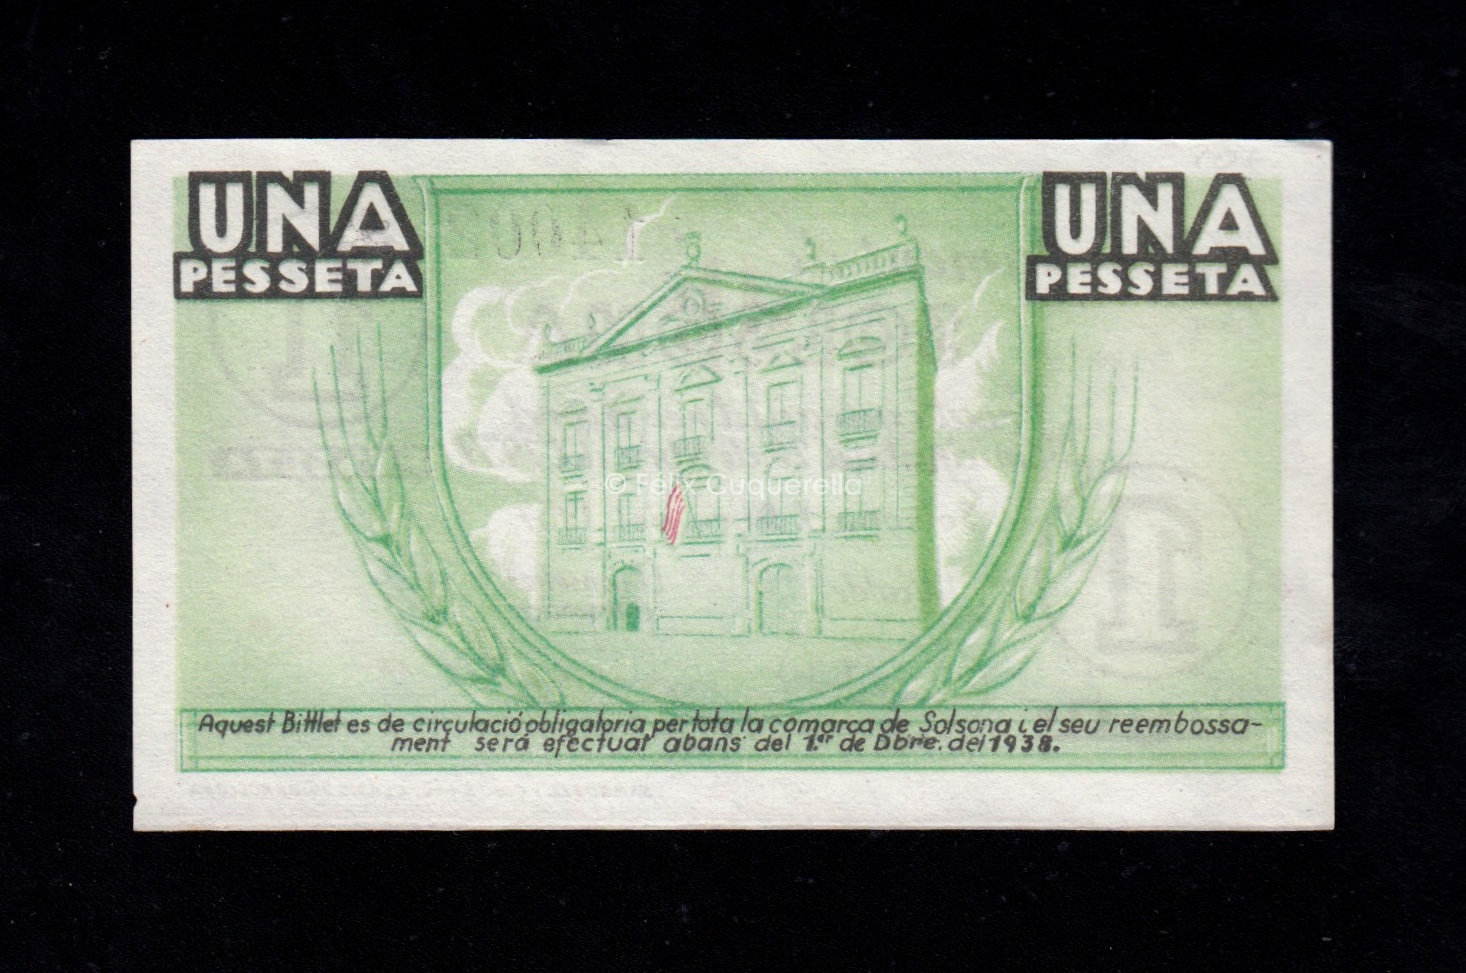 UNA
PESSETA
UNA
PESSETA
© Fèlix Cuquerella
Aquest Bitllet es de circulació obligatoria per tota la comarca de Solsona i el seu reembossa-
ment será efectuat abans del 1.er de Dbre. del 1938.